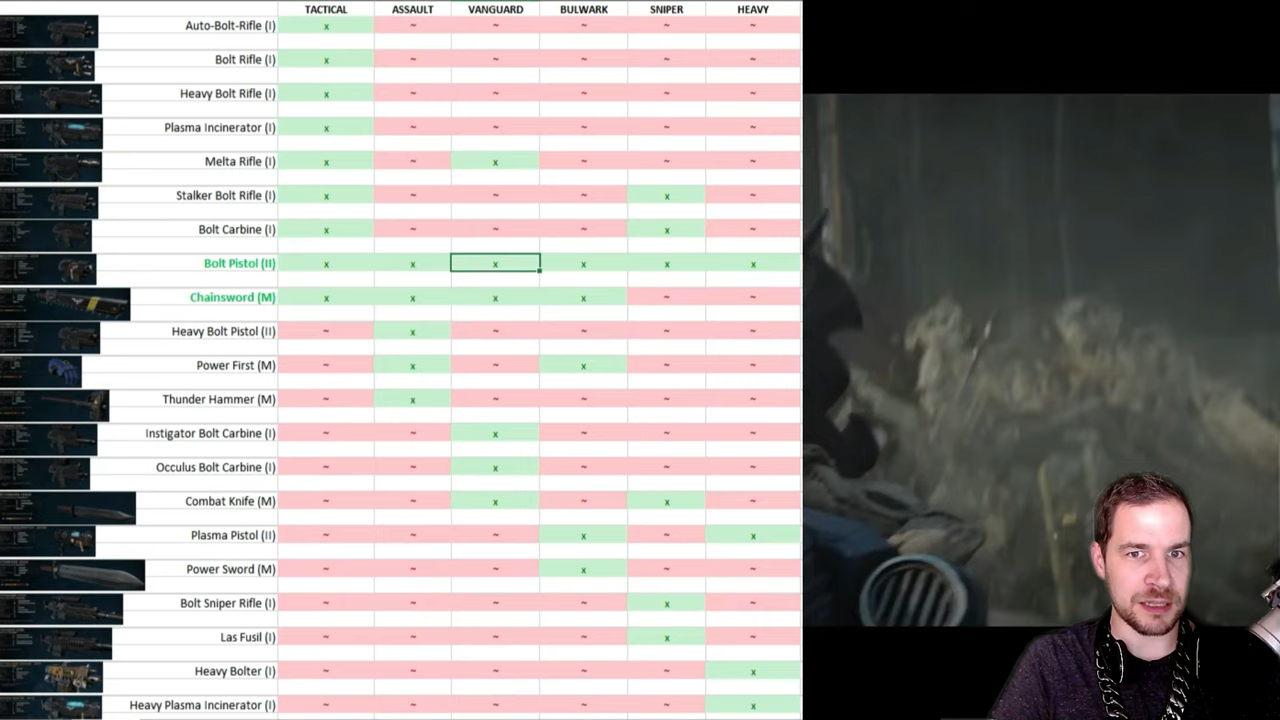 TACTICAL ASSAULT VANGUARD BULWARK SNIPER HEAVY
Auto-Bolt-Rifle (I) x ~ ~ ~ ~ ~
Bolt Rifle (I) x ~ ~ ~ ~ ~
Heavy Bolt Rifle (I) x ~ ~ ~ ~ ~
Plasma Incinerator (I) x ~ ~ ~ ~ ~
Melta Rifle (I) x ~ x ~ ~ ~
Stalker Bolt Rifle (I) x ~ ~ ~ x ~
Bolt Carbine (I) x ~ ~ ~ x ~
Bolt Pistol (II) x x x x x x
Chainsword (M) x x x x ~ ~
Heavy Bolt Pistol (II) ~ x ~ ~ ~ ~
Power First (M) ~ x ~ x ~ ~
Thunder Hammer (M) ~ x ~ ~ ~ ~
Instigator Bolt Carbine (I) ~ ~ x ~ ~ ~
Occulus Bolt Carbine (I) ~ ~ x ~ ~ ~
Combat Knife (M) ~ ~ x ~ x ~
Plasma Pistol (II) ~ ~ ~ x ~ x
Power Sword (M) ~ ~ ~ x ~ ~
Bolt Sniper Rifle (I) ~ ~ ~ ~ x ~
Las Fusil (I) ~ ~ ~ ~ x ~
Heavy Bolter (I) ~ ~ ~ ~ ~ x
Heavy Plasma Incinerator (I) ~ ~ ~ ~ ~ x